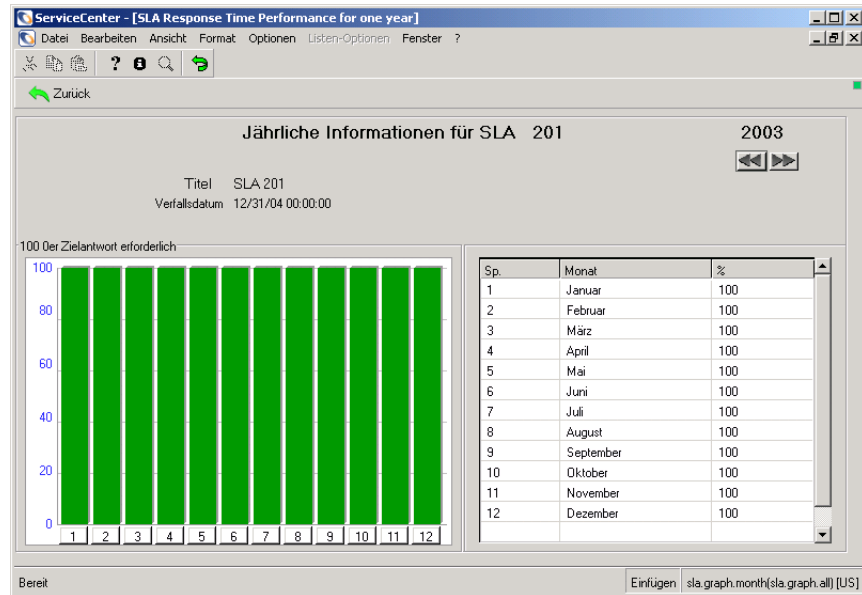 ServiceCenter - [SLA Response Time Performance for one year]
Datei Bearbeiten Ansicht Format Optionen Listen-Optionen Fenster ?
Zurück
Jährliche Informationen für SLA 201 2003
Titel SLA 201
Verfallsdatum 12/31/04 00:00:00
100 0er Zielantwort erforderlich
100
80
60
40
20
0
1 2 3 4 5 6 7 8 9 10 11 12
Sp. Monat %
1 Januar 100
2 Februar 100
3 März 100
4 April 100
5 Mai 100
6 Juni 100
7 Juli 100
8 August 100
9 September 100
10 Oktober 100
11 November 100
12 Dezember 100
Bereit Einfügen sla.graph.month(sla.graph.all) [US]